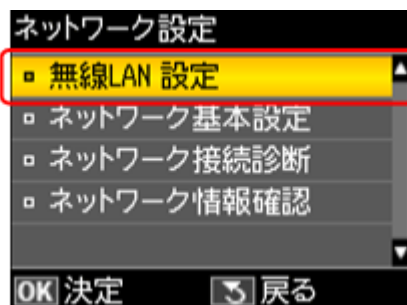 ネットワーク設定
無線LAN 設定
ネットワーク基本設定
ネットワーク接続診断
ネットワーク情報確認
OK 決定 戻る